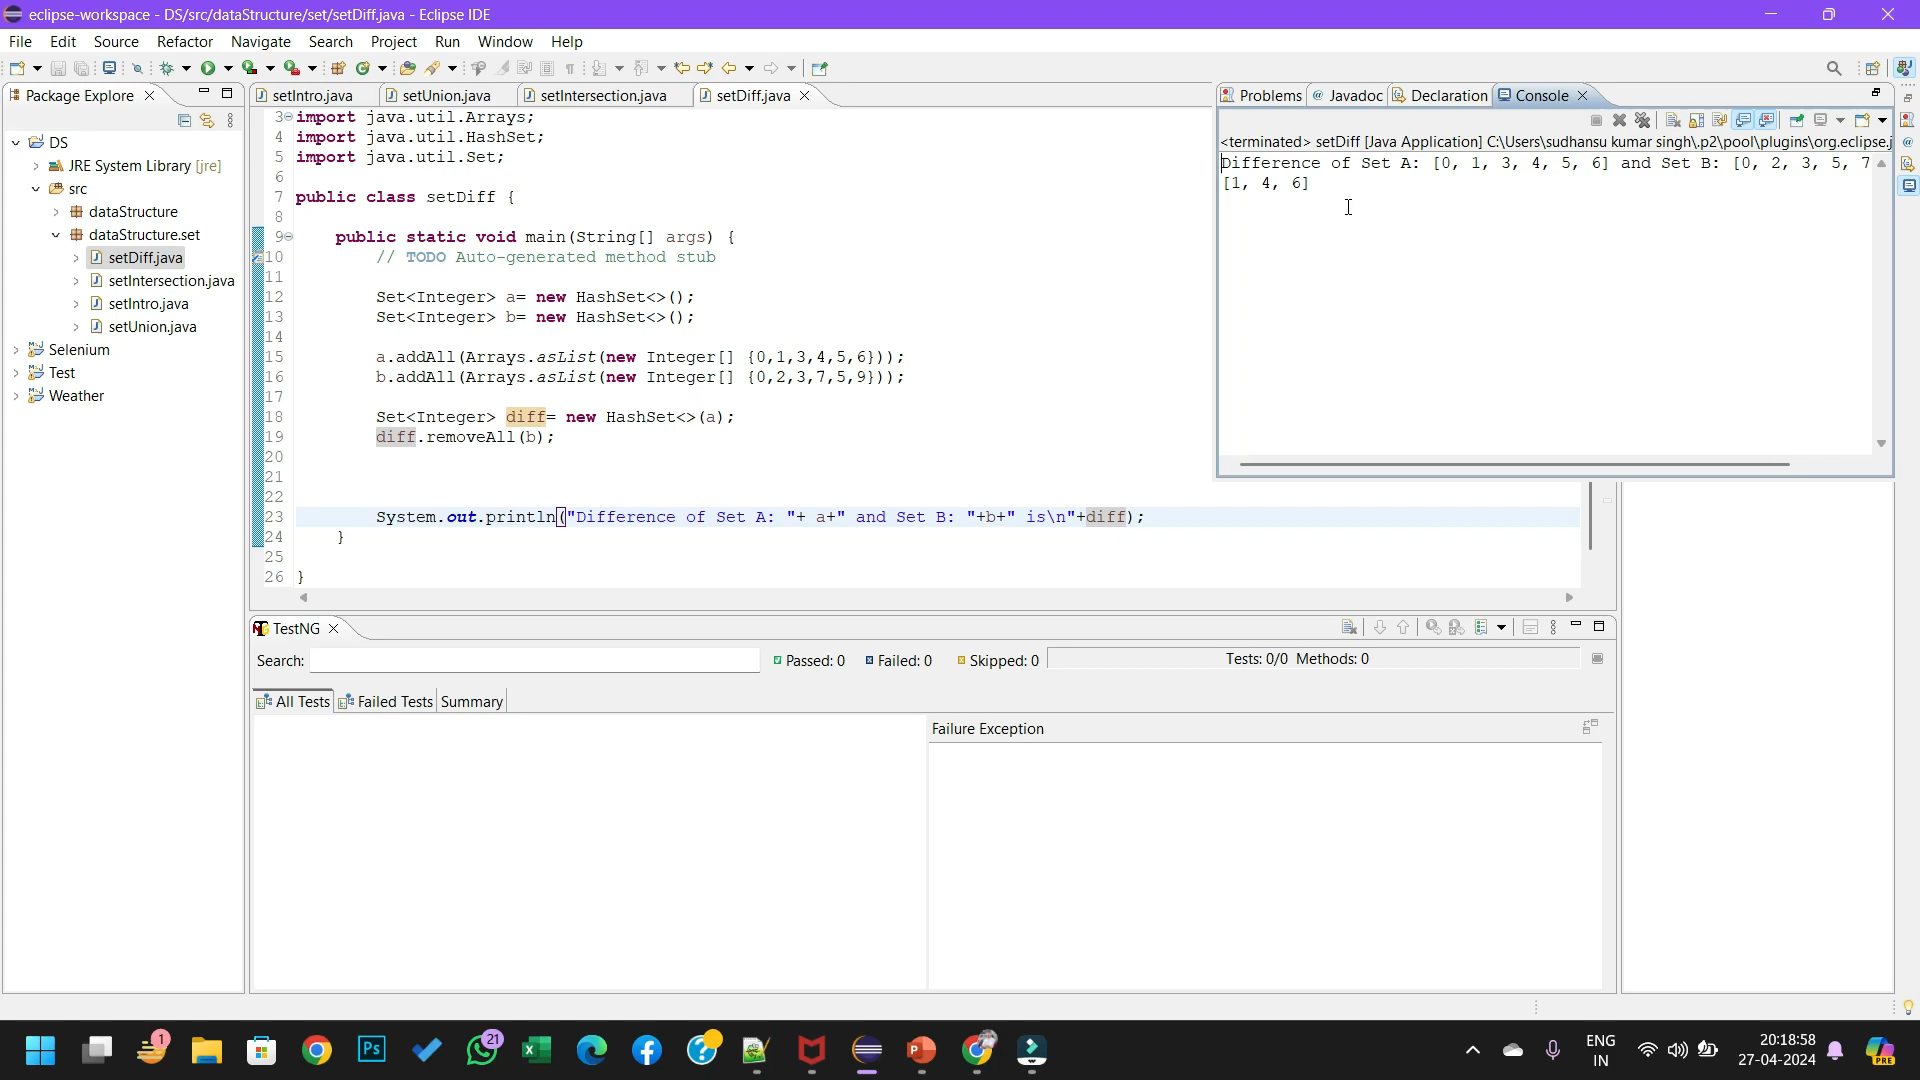 eclipse-workspace - DS/src/dataStructure/set/setDiff.java - Eclipse IDE
File Edit Source Refactor Navigate Search Project Run Window Help
Package Explore
DS
JRE System Library [jre]
src
dataStructure
dataStructure.set
setDiff.java
setIntersection.java
setIntro.java
setUnion.java
Selenium
Test
Weather
setIntro.java setUnion.java setIntersection.java setDiff.java
3 import java.util.Arrays;
4 import java.util.HashSet;
5 import java.util.Set;
6
7 public class setDiff {
8
9 public static void main(String[] args) {
10 // TODO Auto-generated method stub
11
12 Set<Integer> a= new HashSet<>();
13 Set<Integer> b= new HashSet<>();
14
15 a.addAll(Arrays.asList(new Integer[] {0,1,3,4,5,6}));
16 b.addAll(Arrays.asList(new Integer[] {0,2,3,7,5,9}));
17
18 Set<Integer> diff= new HashSet<>(a);
19 diff.removeAll(b);
20
21
22
23 System.out.println("Difference of Set A: "+ a+" and Set B: "+b+" is\n"+diff);
24 }
25
26 }
Problems Javadoc Declaration Console
<terminated> setDiff [Java Application] C:\Users\sudhansu kumar singh\.p2\pool\plugins\org.eclipse.j
Difference of Set A: [0, 1, 3, 4, 5, 6] and Set B: [0, 2, 3, 5, 7
[1, 4, 6]
TestNG
Search: Passed: 0 Failed: 0 Skipped: 0 Tests: 0/0 Methods: 0
All Tests Failed Tests Summary
Failure Exception
1
21
ENG
IN
20:18:58
27-04-2024
PRE